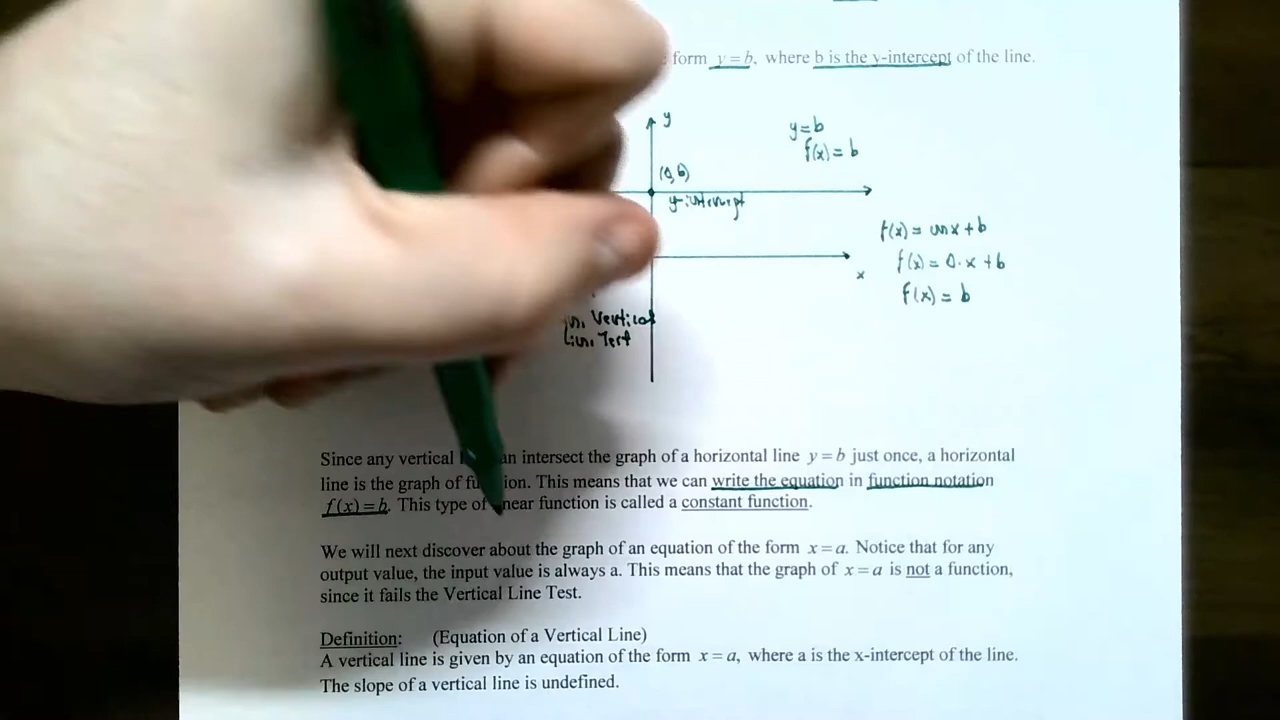 form y = b, where b is the y-intercept of the line.
y
y=b
f(x) = b
(0,b)
y-intercept
f(x) = mx + b
f(x) = 0·x + b
x
f(x) = b
Vertical
Line Test
Since any vertical an intersect the graph of a horizontal line y = b just once, a horizontal
line is the graph of This means that we can write the equation in function notation
f(x) = b. This type of function is called a constant function.
We will next discover about the graph of an equation of the form x = a. Notice that for any
output value, the input value is always a. This means that the graph of x = a is not a function,
since it fails the Vertical Line Test.
Definition: (Equation of a Vertical Line)
A vertical line is given by an equation of the form x = a, where a is the x-intercept of the line.
The slope of a vertical line is undefined.